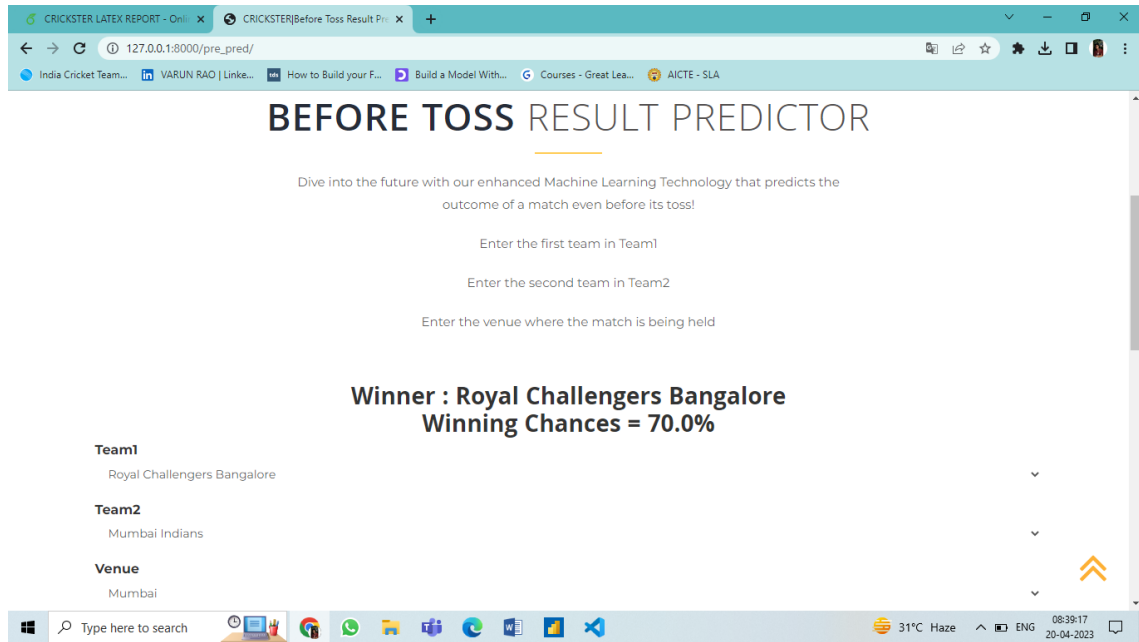 CRICKSTER LATEX REPORT - Onli
CRICKSTER|Before Toss Result Pre
127.0.0.1:8000/pre_pred/
India Cricket Team...
VARUN RAO | Linke...
tds
How to Build your F...
Build a Model With...
G
Courses - Great Lea...
AICTE - SLA
BEFORE TOSS RESULT PREDICTOR
Dive into the future with our enhanced Machine Learning Technology that predicts the
outcome of a match even before its toss!
Enter the first team in Team1
Enter the second team in Team2
Enter the venue where the match is being held
Winner : Royal Challengers Bangalore
Winning Chances = 70.0%
Team1
Royal Challengers Bangalore
Team2
Mumbai Indians
Venue
Mumbai
Type here to search
31°C Haze
ENG
08:39:17
20-04-2023